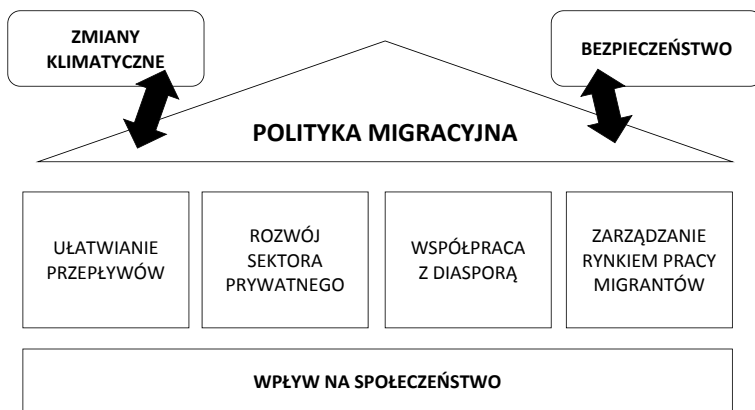 ZMIANY
KLIMATYCZNE
BEZPIECZEŃSTWO
POLITYKA MIGRACYJNA
UŁATWIANIE
PRZEPŁYWÓW
ROZWÓJ
SEKTORA
PRYWATNEGO
WSPÓŁPRACA
Z DIASPORĄ
ZARZĄDZANIE
RYNKIEM PRACY
MIGRANTÓW
WPŁYW NA SPOŁECZEŃSTWO